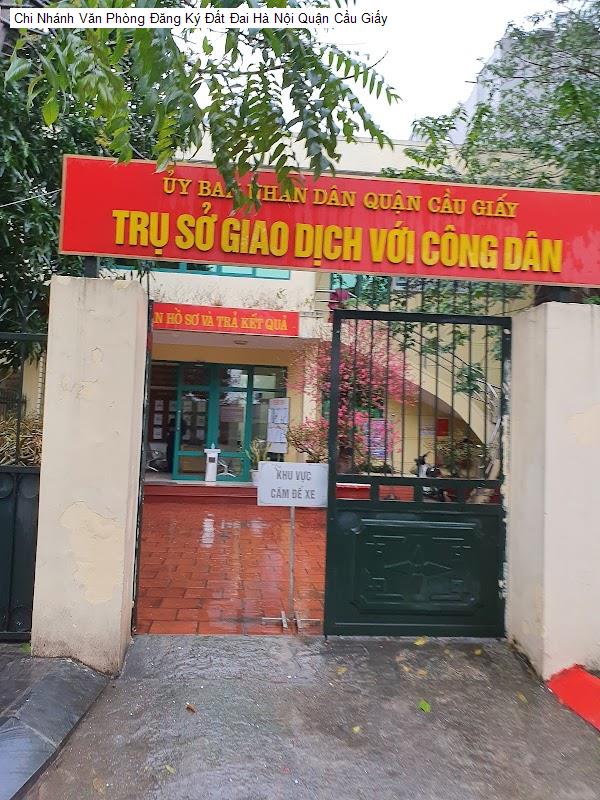 Chi Nhánh Văn Phòng Đăng Ký Đất Đai Hà Nội Quận Cầu Giấy
ỦY BAN NHÂN DÂN QUẬN CẦU GIẤY
TRỤ SỞ GIAO DỊCH VỚI CÔNG DÂN
N HỒ SƠ VÀ TRẢ KẾT QUẢ
KHU VỰC
CẤM ĐỂ XE